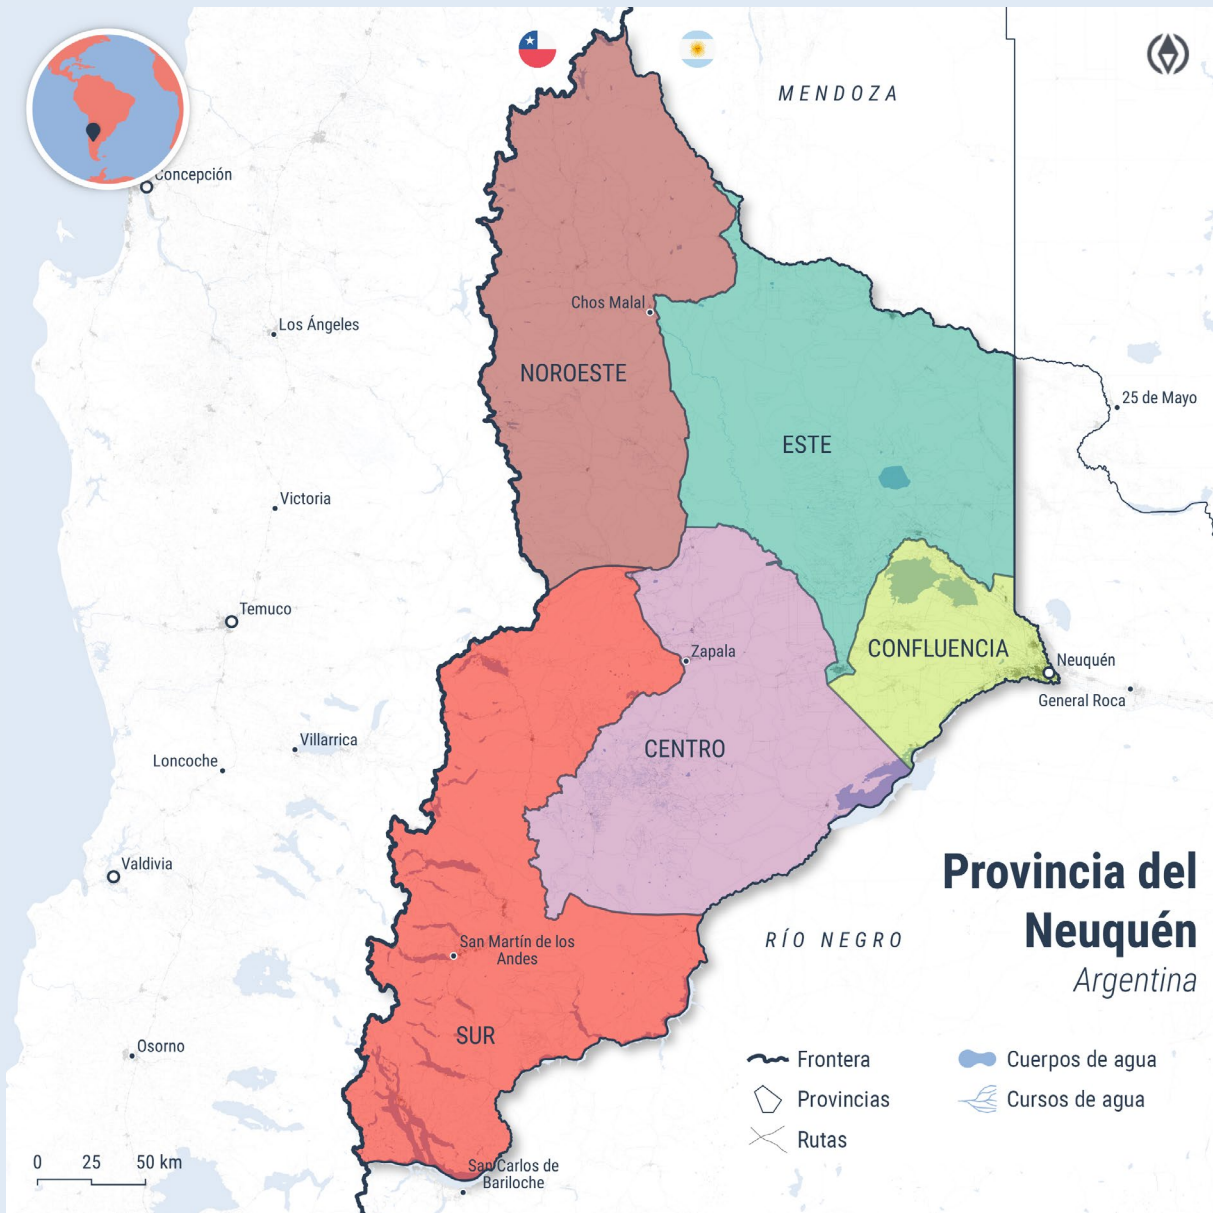 MENDOZA
Concepción
Chos Malal
Los Ángeles
NOROESTE
25 de Mayo
ESTE
Victoria
Temuco
CONFLUENCIA
Zapala
Neuquén
General Roca
Villarrica
CENTRO
Loncoche
Valdivia
Provincia del
Neuquén
Argentina
RÍO NEGRO
San Martín de los
Andes
SUR
Osorno
Frontera
Cuerpos de agua
Provincias
Cursos de agua
Rutas
0 25 50 km
San Carlos de
Bariloche